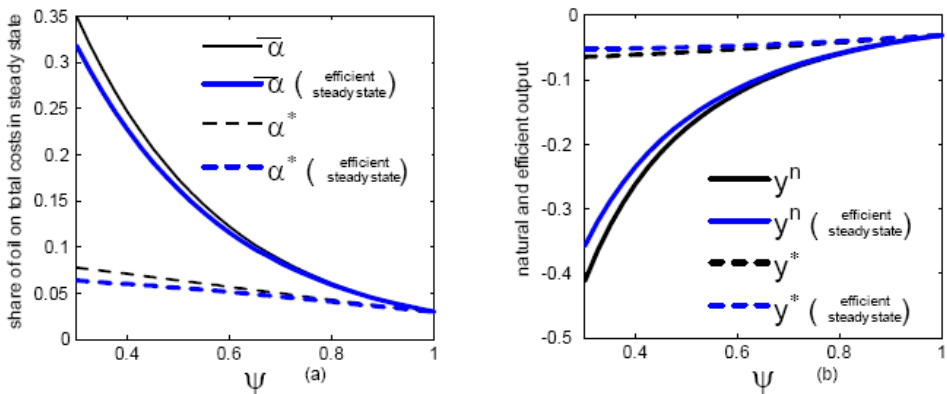 share of oil on total costs in steady state
0.35
0.3
0.25
0.2
0.15
0.1
0.05
0
0.4
0.6
0.8
1
ψ
(a)
α̅
α̅ ( efficient steady state )
α*
α* ( efficient steady state )
natural and efficient output
-0
-0.1
-0.2
-0.3
-0.4
-0.5
0.4
0.6
0.8
1
ψ
(b)
yⁿ
yⁿ ( efficient steady state )
y*
y* ( efficient steady state )